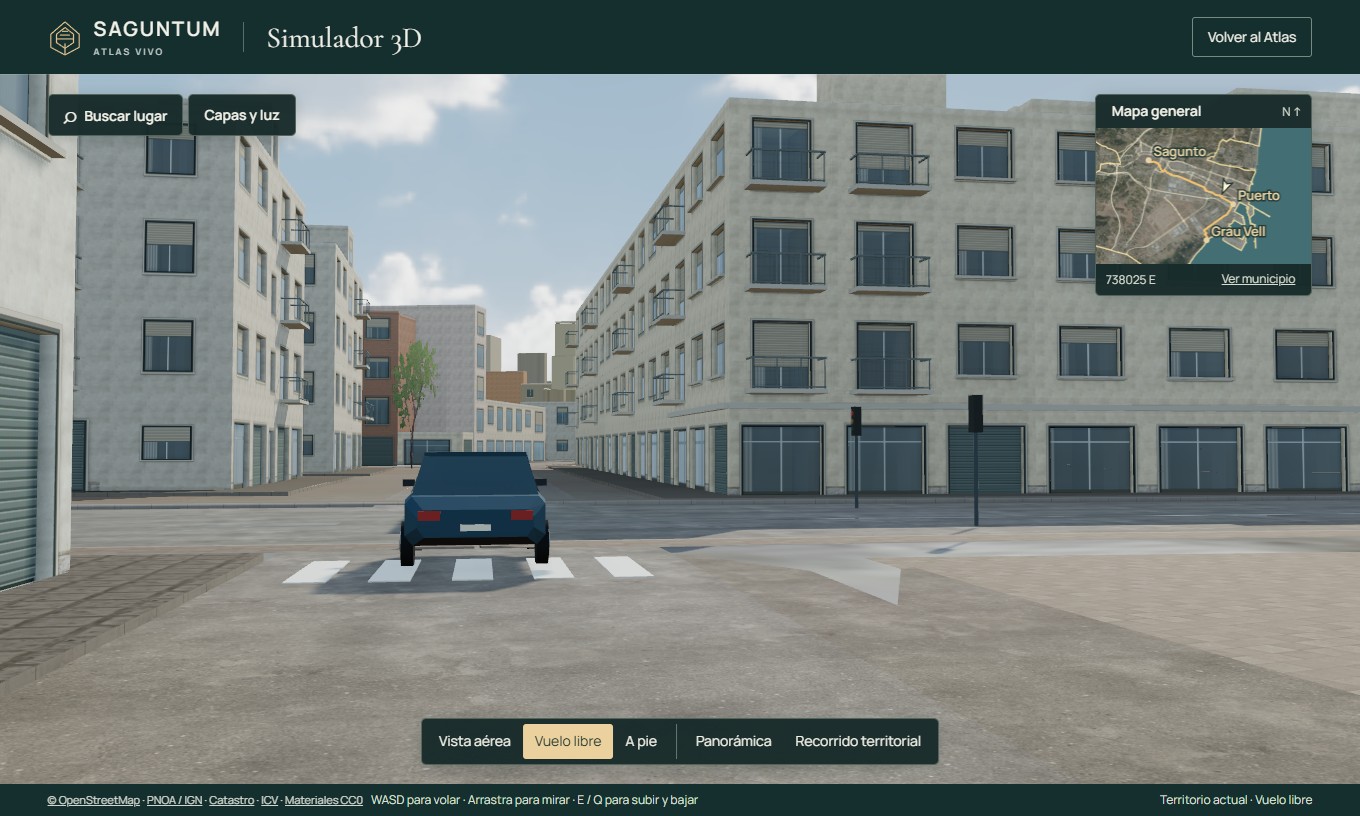 SAGUNTUM
ATLAS VIVO
Simulador 3D
Volver al Atlas
Buscar lugar
Capas y luz
Mapa general
N ↑
Sagunto
Puerto
Grau Vell
738025 E
Ver municipio
Vista aérea
Vuelo libre
A pie
Panorámica
Recorrido territorial
© OpenStreetMap · PNOA / IGN · Catastro · ICV · Materiales CC0 WASD para volar · Arrastra para mirar · E / Q para subir y bajar
Territorio actual · Vuelo libre